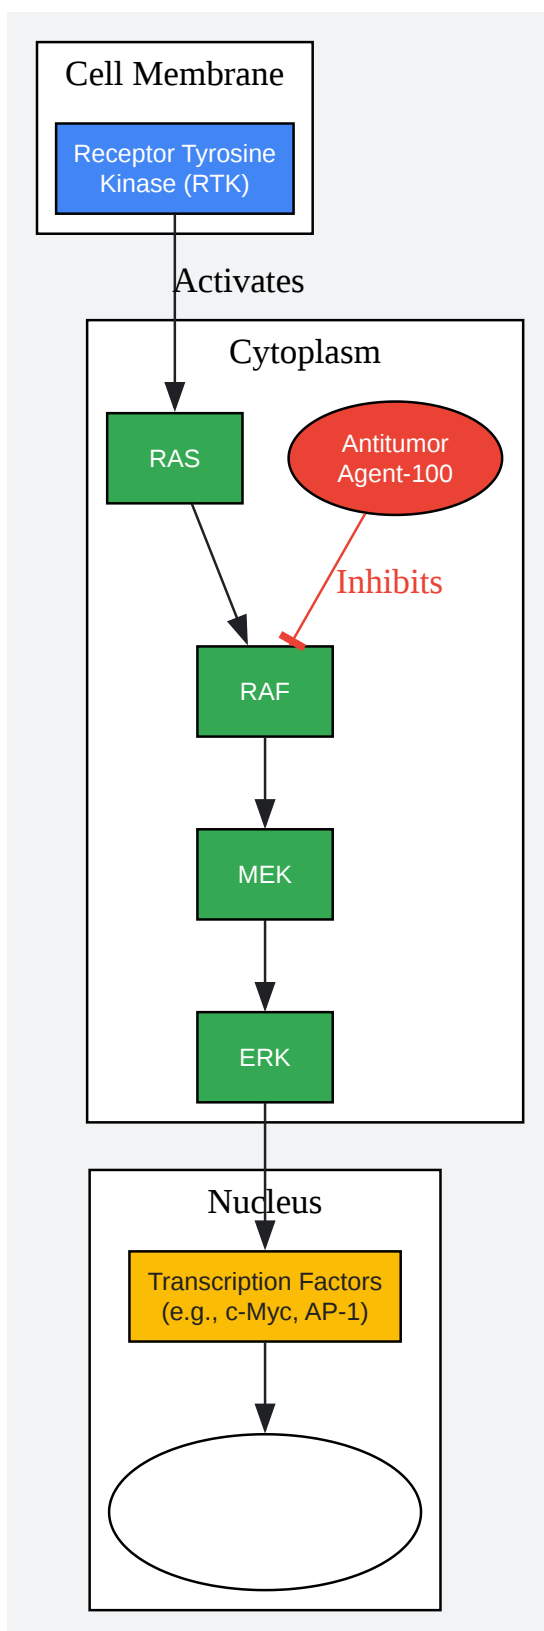 Cell Membrane
Receptor Tyrosine
Kinase (RTK)
Activates
Cytoplasm
RAS
Antitumor
Agent-100
Inhibits
RAF
MEK
ERK
Nucleus
Transcription Factors
(e.g., c-Myc, AP-1)